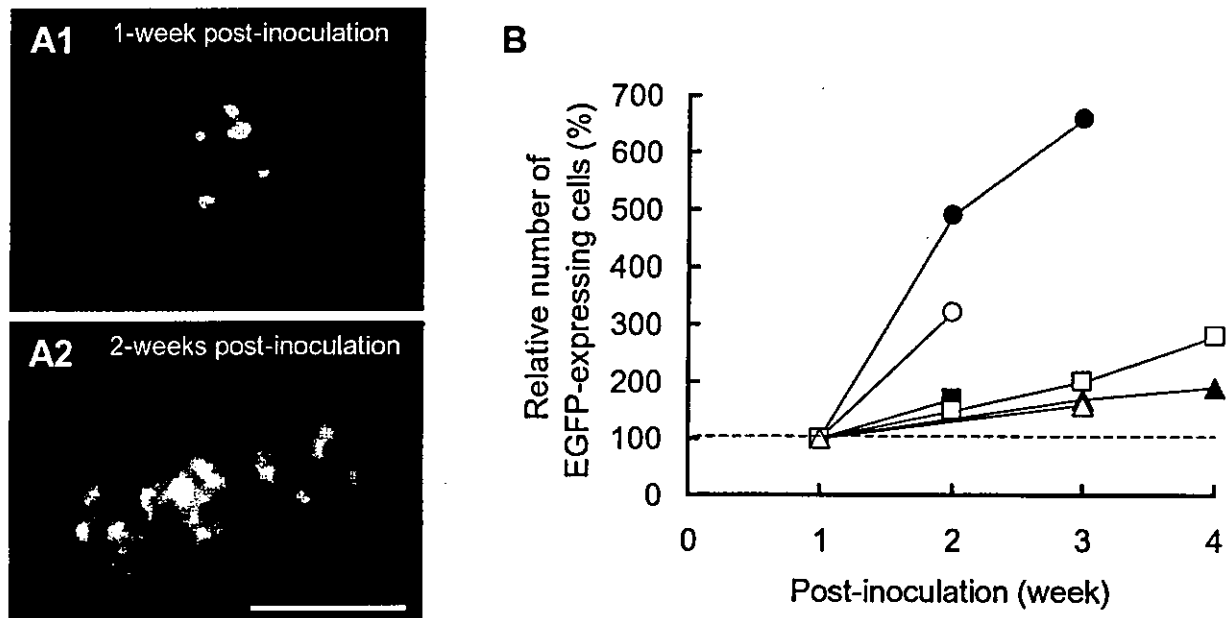 A1 1-week post-inoculation
A2 2-weeks post-inoculation
B
Relative number of
EGFP-expressing cells (%)
700
600
500
400
300
200
100
0
0 1 2 3 4
Post-inoculation (week)